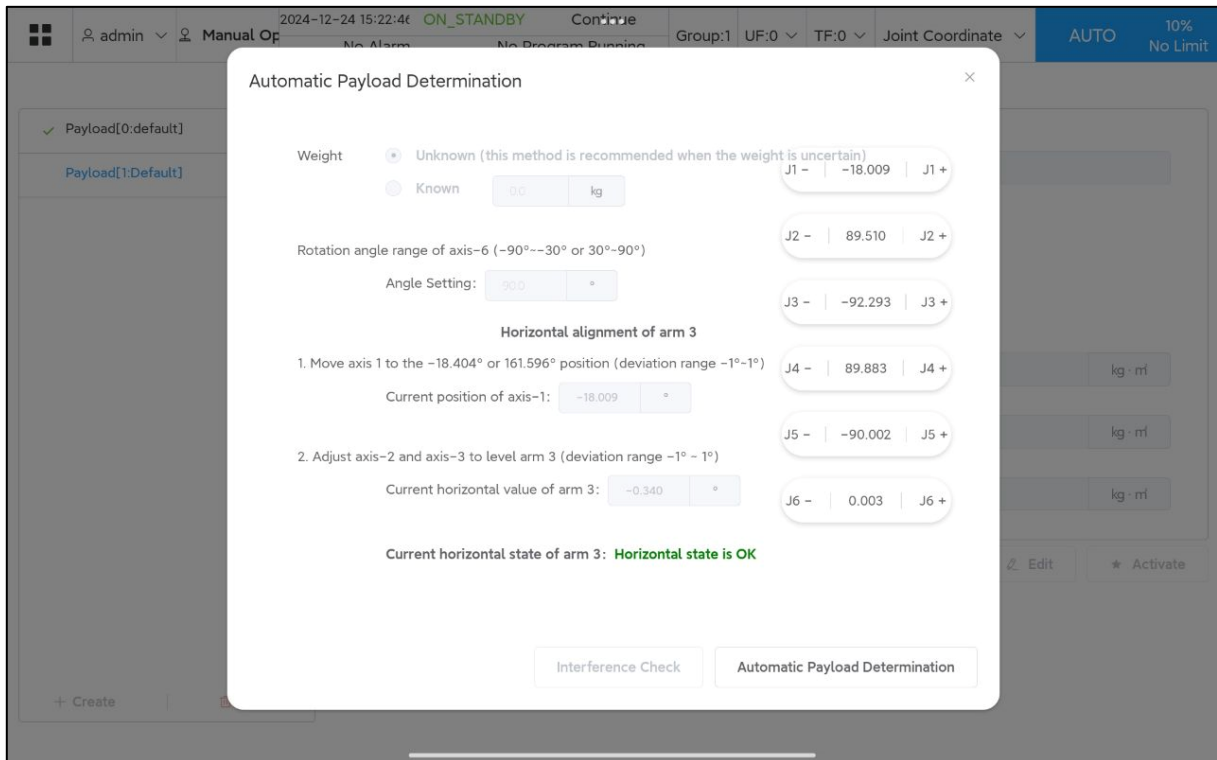 2024-12-24 15:22:46 ON_STANDBY Continue
admin Manual Op Group:1 UF:0 TF:0 Joint Coordinate AUTO 10%
No Alarm No Program Running No Limit
Automatic Payload Determination
Payload[0:default]
Payload[1:Default]
Weight Unknown (this method is recommended when the weight is uncertain)
J1 - -18.009 J1 +
Known 0.0 kg
J2 - 89.510 J2 +
Rotation angle range of axis-6 (-90°~-30° or 30°-90°)
Angle Setting: 90.0 °
J3 - -92.293 J3 +
Horizontal alignment of arm 3
1. Move axis 1 to the -18.404° or 161.596° position (deviation range -1°~1°)
J4 - 89.883 J4 +
kg · ㎡
Current position of axis-1: -18.009 °
J5 - -90.002 J5 +
kg · ㎡
2. Adjust axis-2 and axis-3 to level arm 3 (deviation range -1° ~ 1°)
Current horizontal value of arm 3: -0.340 °
J6 - 0.003 J6 +
kg · ㎡
Current horizontal state of arm 3: Horizontal state is OK
Edit Activate
Interference Check Automatic Payload Determination
+ Create